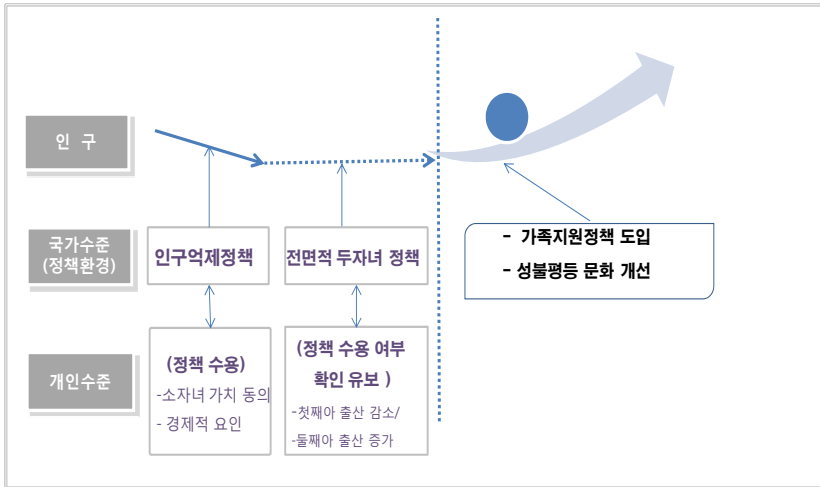 인 구
국가수준
(정책환경)
인구억제정책
전면적 두자녀 정책
- 가족지원정책 도입
- 성불평등 문화 개선
개인수준
(정책 수용)
-소자녀 가치 동의
- 경제적 요인
(정책 수용 여부
확인 유보 )
-첫째아 출산 감소/
-둘째아 출산 증가